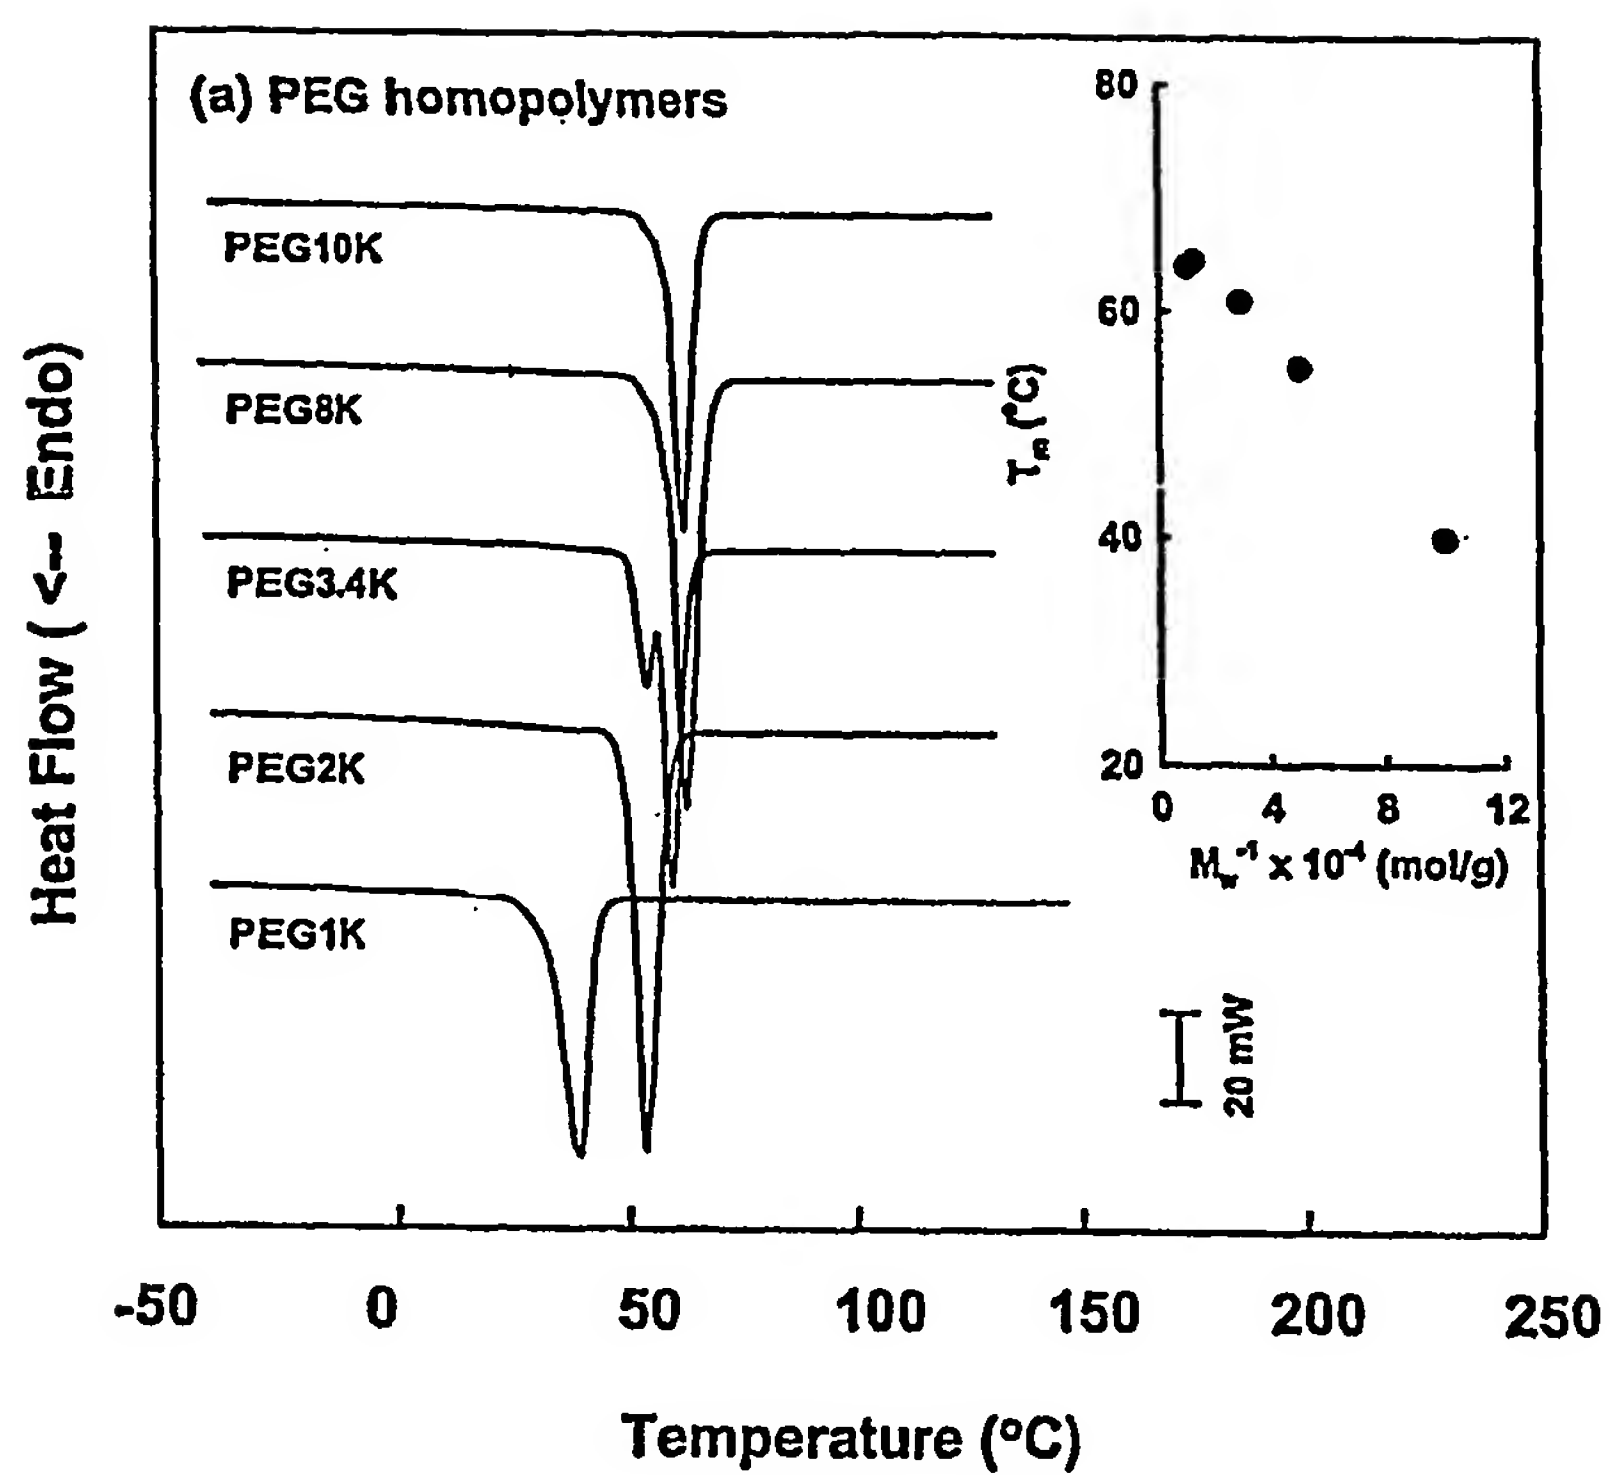 (a) PEG homopolymers
PEG10K
PEG8K
PEG3.4K
PEG2K
PEG1K
Heat Flow ( <-- Endo)
80
60
40
20
Tm (°C)
0 4 8 12
Mw⁻¹ x 10⁻⁴ (mol/g)
20 mW
-50 0 50 100 150 200 250
Temperature (°C)